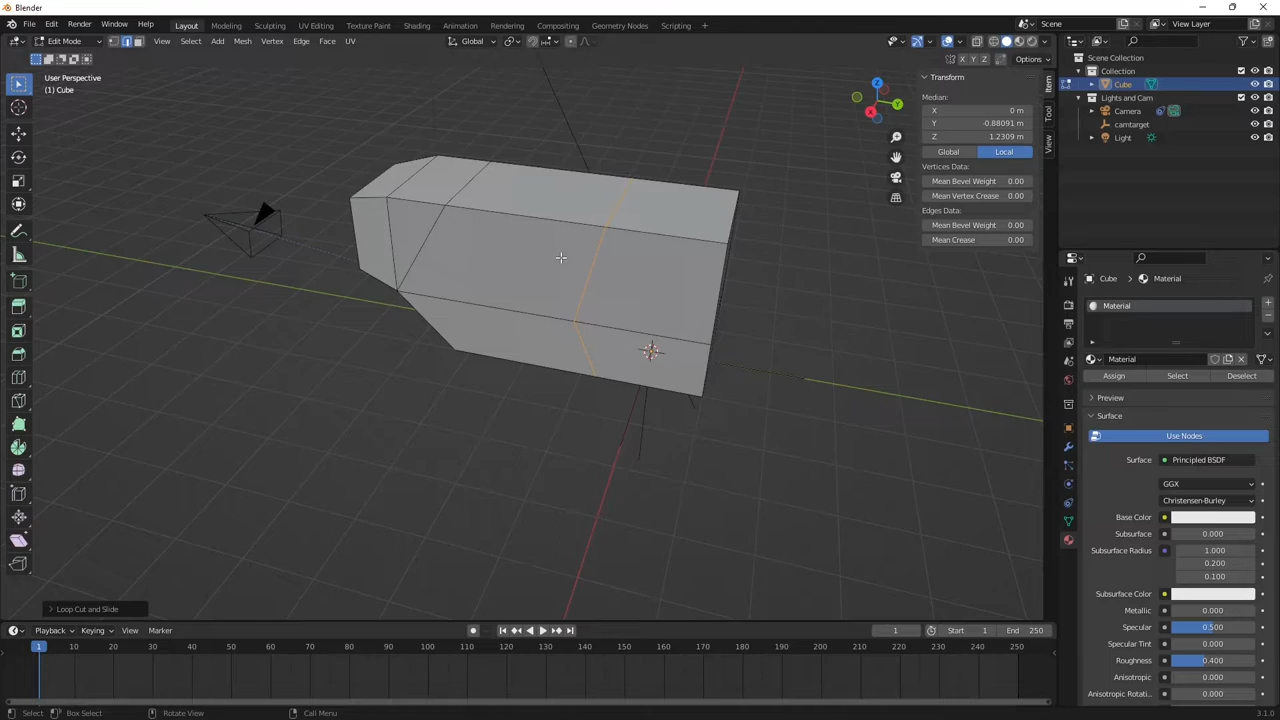 Blender
File Edit Render Window Help Layout Modeling Sculpting UV Editing Texture Paint Shading Animation Rendering Compositing Geometry Nodes Scripting + Scene View Layer
Edit Mode View Select Add Mesh Vertex Edge Face UV Global
X Y Z Options
User Perspective
(1) Cube
Transform
Median:
X 0 m
Y -0.88091 m
Z 1.2309 m
Global Local
Vertices Data:
Mean Bevel Weight 0.00
Mean Vertex Crease 0.00
Edges Data:
Mean Bevel Weight 0.00
Mean Crease 0.00
Item
Tool
View
Z
Y
X
Scene Collection
Collection
Cube
Lights and Cam
Camera
camtarget
Light
Cube > Material
Material
Material
Assign Select Deselect
Preview
Surface
Use Nodes
Surface Principled BSDF
GGX
Christensen-Burley
Base Color
Subsurface 0.000
Subsurface Radius 1.000
0.200
0.100
Subsurface Color
Metallic 0.000
Specular 0.500
Specular Tint 0.000
Roughness 0.400
Anisotropic 0.000
Anisotropic Rotati... 0.000
> Loop Cut and Slide
Playback Keying View Marker 1 Start 1 End 250
1 10 20 30 40 50 60 70 80 90 100 110 120 130 140 150 160 170 180 190 200 210 220 230 240 250
Select Box Select Rotate View Call Menu 3.1.0